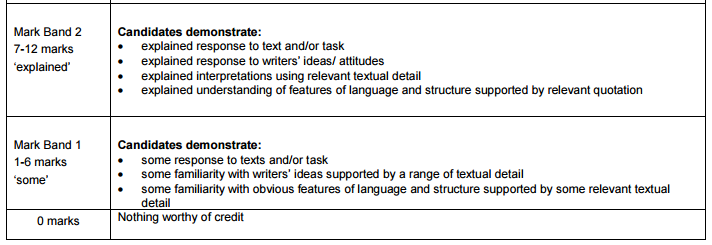 Mark Band 2
7-12 marks
‘explained’
Candidates demonstrate:
• explained response to text and/or task
• explained response to writers’ ideas/ attitudes
• explained interpretations using relevant textual detail
• explained understanding of features of language and structure supported by relevant quotation
Mark Band 1
1-6 marks
‘some’
Candidates demonstrate:
• some response to texts and/or task
• some familiarity with writers’ ideas supported by a range of textual detail
• some familiarity with obvious features of language and structure supported by some relevant textual
detail
0 marks
Nothing worthy of credit